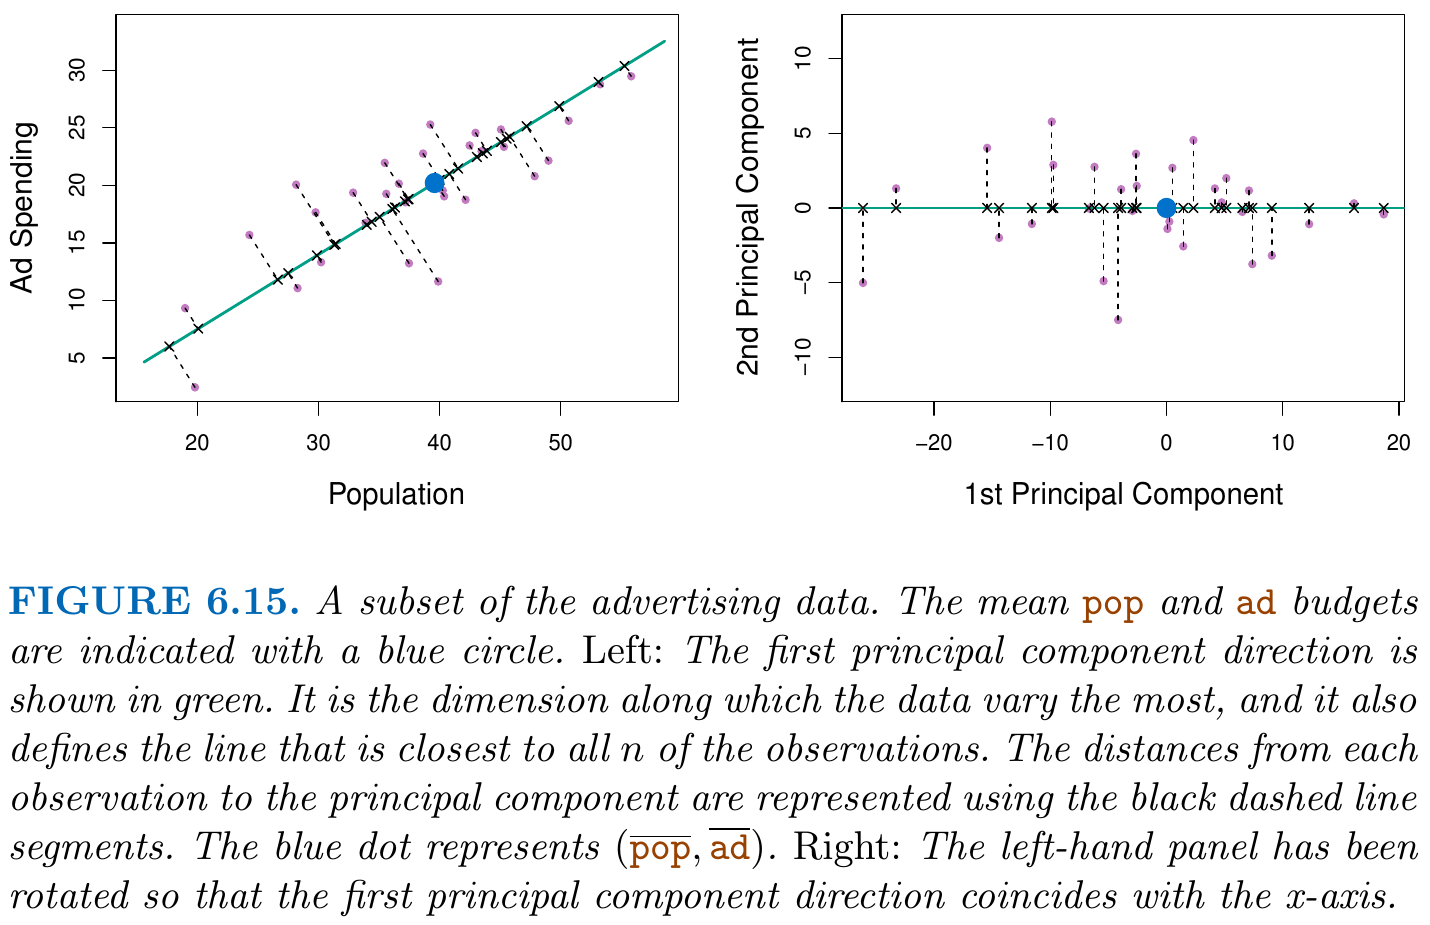 Ad Spending
30
25
20
15
10
5
20 30 40 50
Population
2nd Principal Component
10
5
0
−5
−10
−20 −10 0 10 20
1st Principal Component
FIGURE 6.15. A subset of the advertising data. The mean pop and ad budgets
are indicated with a blue circle. Left: The first principal component direction is
shown in green. It is the dimension along which the data vary the most, and it also
defines the line that is closest to all n of the observations. The distances from each
observation to the principal component are represented using the black dashed line
segments. The blue dot represents (p̅o̅p̅, a̅d̅). Right: The left-hand panel has been
rotated so that the first principal component direction coincides with the x-axis.